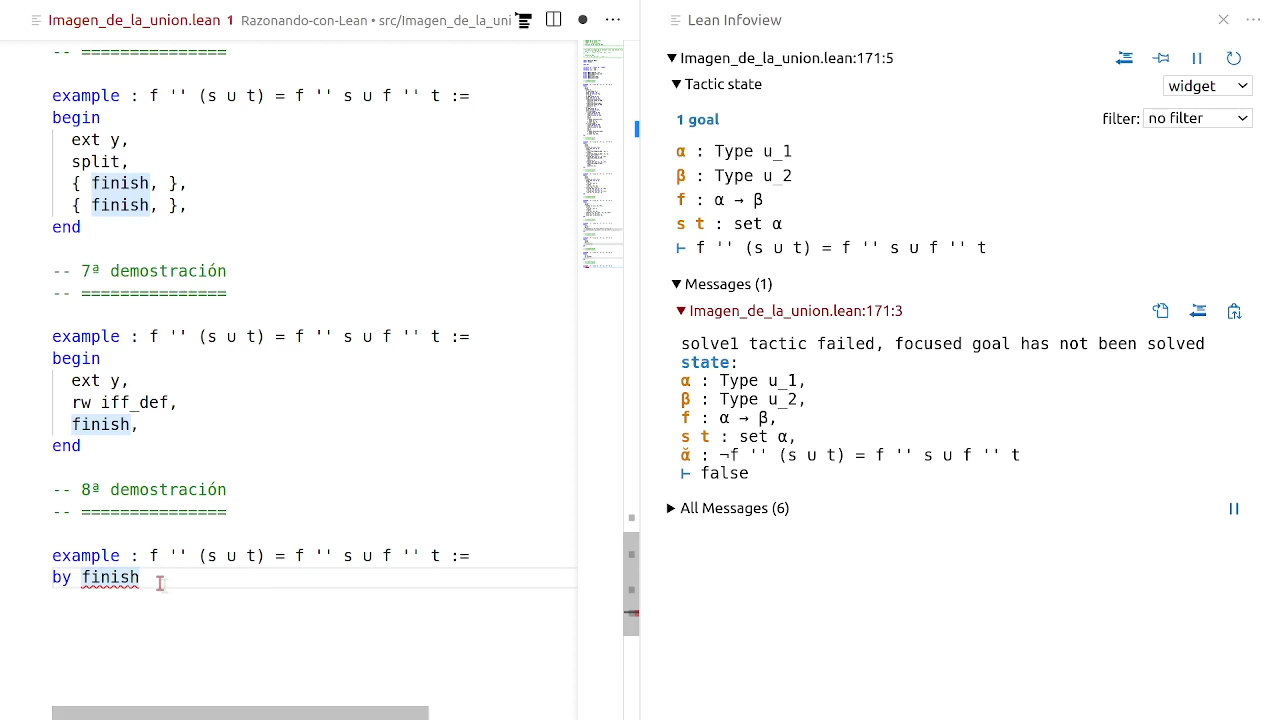 Imagen_de_la_union.lean 1 Razonando-con-Lean • src/Imagen_de_la_uni
-- ===============
example : f '' (s ∪ t) = f '' s ∪ f '' t :=
begin
ext y,
split,
{ finish, },
{ finish, },
end
-- 7ª demostración
-- ===============
example : f '' (s ∪ t) = f '' s ∪ f '' t :=
begin
ext y,
rw iff_def,
finish,
end
-- 8ª demostración
-- ===============
example : f '' (s ∪ t) = f '' s ∪ f '' t :=
by finish
Lean Infoview
▼ Imagen_de_la_union.lean:171:5
▼ Tactic state
widget
1 goal
filter: no filter
α : Type u_1
β : Type u_2
f : α → β
s t : set α
⊢ f '' (s ∪ t) = f '' s ∪ f '' t
▼ Messages (1)
▼ Imagen_de_la_union.lean:171:3
solve1 tactic failed, focused goal has not been solved
state:
α : Type u_1,
β : Type u_2,
f : α → β,
s t : set α,
ᾰ : ¬f '' (s ∪ t) = f '' s ∪ f '' t
⊢ false
▶ All Messages (6)